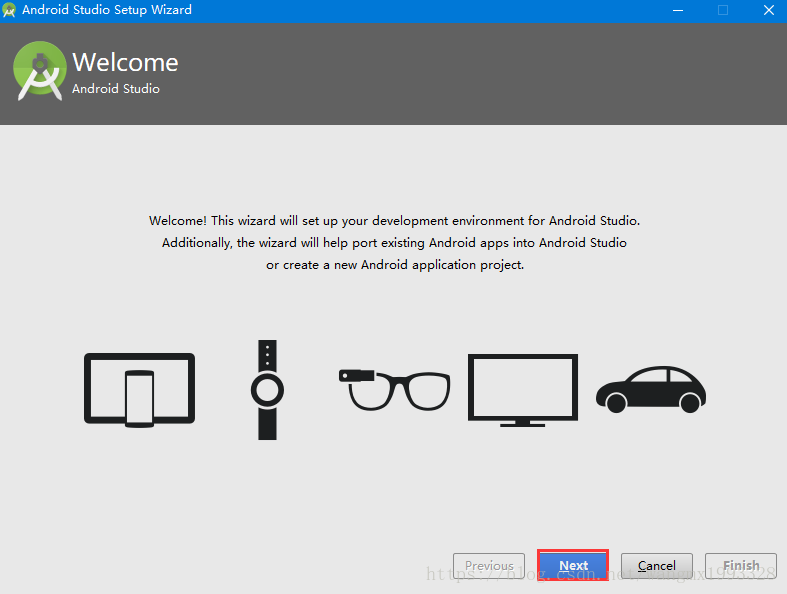 Android Studio Setup Wizard
Welcome
Android Studio
Welcome! This wizard will set up your development environment for Android Studio.
Additionally, the wizard will help port existing Android apps into Android Studio
or create a new Android application project.
Previous
Next
Cancel
Finish
https://blog.csdn.net/